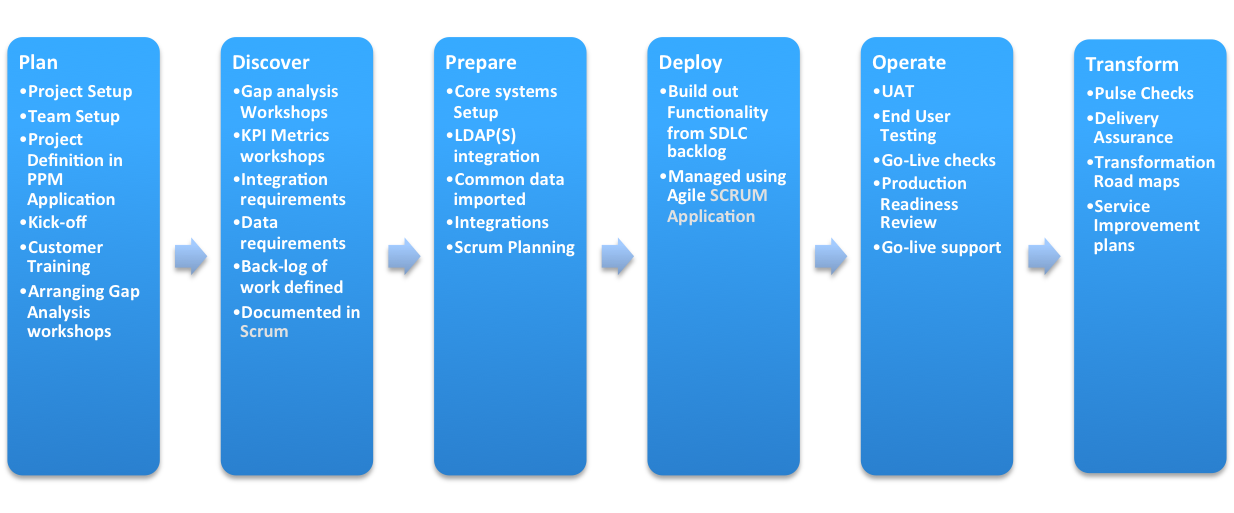 Plan
•Project Setup
•Team Setup
•Project
Definition in
PPM
Application
•Kick-off
•Customer
Training
•Arranging Gap
Analysis
workshops
Discover
•Gap analysis
Workshops
•KPI Metrics
workshops
•Integration
requirements
•Data
requirements
•Back-log of
work defined
•Documented in
Scrum
Prepare
•Core systems
Setup
•LDAP(S)
integration
•Common data
imported
•Integrations
•Scrum Planning
Deploy
•Build out
Functionality
from SDLC
backlog
•Managed using
Agile SCRUM
Application
Operate
•UAT
•End User
Testing
•Go-Live checks
•Production
Readiness
Review
•Go-live support
Transform
•Pulse Checks
•Delivery
Assurance
•Transformation
Road maps
•Service
Improvement
plans